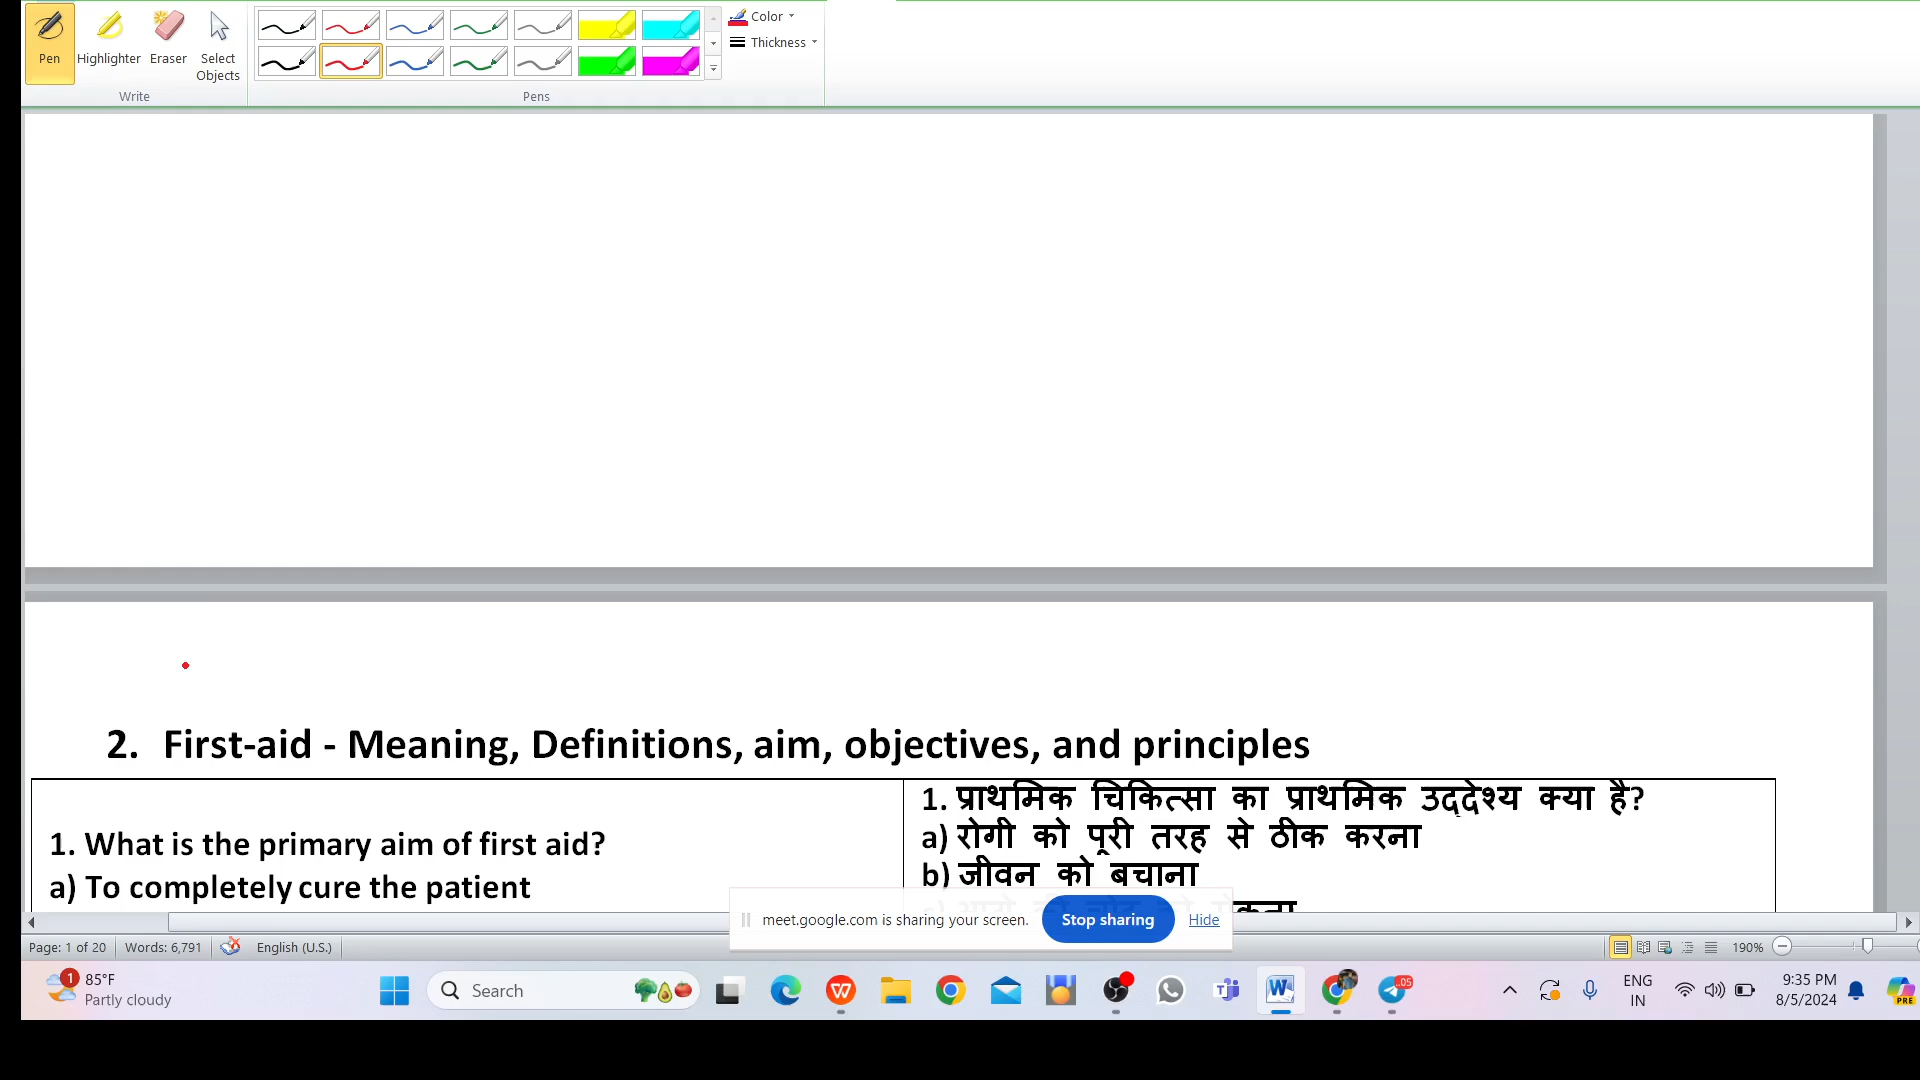 Pen
Highlighter
Eraser
Select
Objects
Write
Pens
Color
Thickness
2. First-aid - Meaning, Definitions, aim, objectives, and principles
1. What is the primary aim of first aid?
a) To completely cure the patient
1. प्राथमिक चिकित्सा का प्राथमिक उद्देश्य क्या है?
a) रोगी को पूरी तरह से ठीक करना
b) जीवन को बचाना
meet.google.com is sharing your screen.
Stop sharing
Hide
Page: 1 of 20
Words: 6,791
English (U.S.)
190%
1
85°F
Partly cloudy
Search
.05
ENG
IN
9:35 PM
8/5/2024
PRE